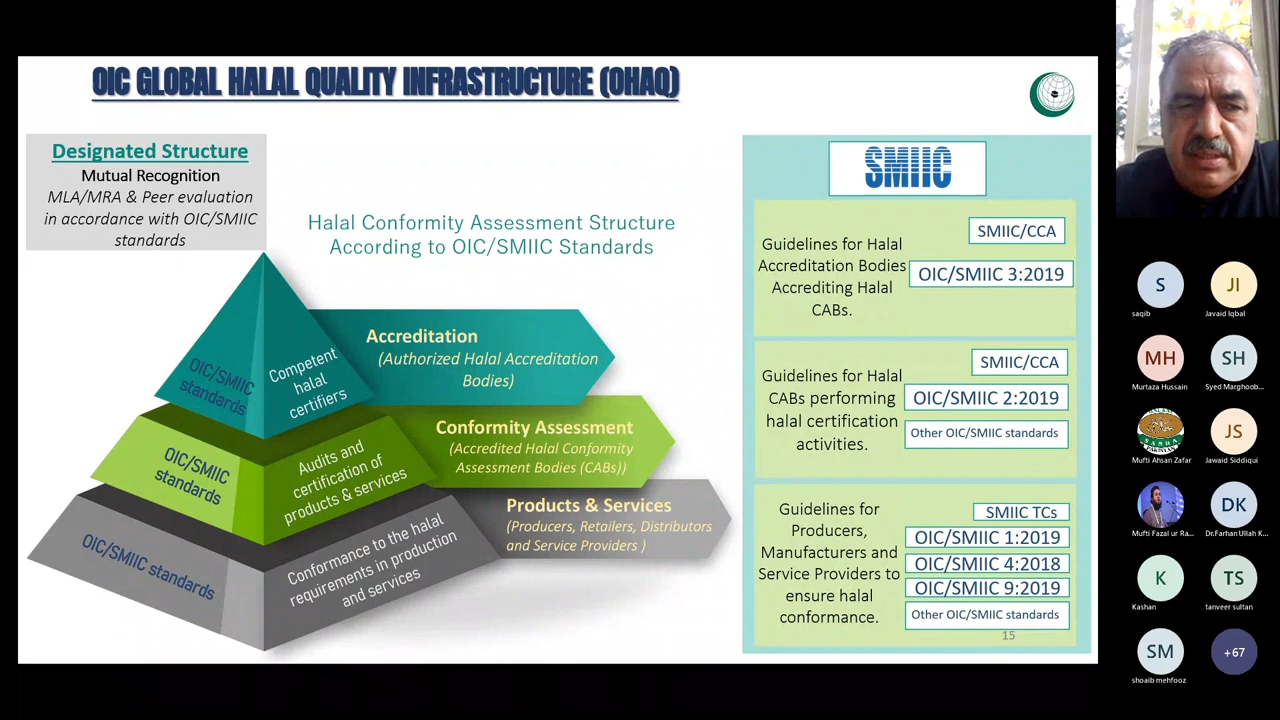 OIC GLOBAL HALAL QUALITY INFRASTRUCTURE (OHAQ)
Designated Structure
Mutual Recognition
MLA/MRA & Peer evaluation
in accordance with OIC/SMIIC
standards
Halal Conformity Assessment Structure
According to OIC/SMIIC Standards
OIC/SMIIC
standards
Competent
halal
certifiers
Accreditation
(Authorized Halal Accreditation
Bodies)
OIC/SMIIC
standards
Audits and
certification of
products & services
Conformity Assessment
(Accredited Halal Conformity
Assessment Bodies (CABs))
OIC/SMIIC standards
Conformance to the halal
requirements in production
and services
Products & Services
(Producers, Retailers, Distributors
and Service Providers )
SMIIC
Guidelines for Halal
Accreditation Bodies
Accrediting Halal
CABs.
SMIIC/CCA
OIC/SMIIC 3:2019
Guidelines for Halal
CABs performing
halal certification
activities.
SMIIC/CCA
OIC/SMIIC 2:2019
Other OIC/SMIIC standards
Guidelines for
Producers,
Manufacturers and
Service Providers to
ensure halal
conformance.
SMIIC TCs
OIC/SMIIC 1:2019
OIC/SMIIC 4:2018
OIC/SMIIC 9:2019
Other OIC/SMIIC standards
15
S
saqib
JI
Javaid Iqbal
MH
Murtaza Hussain
SH
Syed Marghoob...
Mufti Ahsan Zafar
JS
Jawaid Siddiqui
Mufti Fazal ur Ra...
DK
Dr.Farhan Ullah K...
K
Kashan
TS
tanveer sultan
SM
shoaib mehfooz
+67